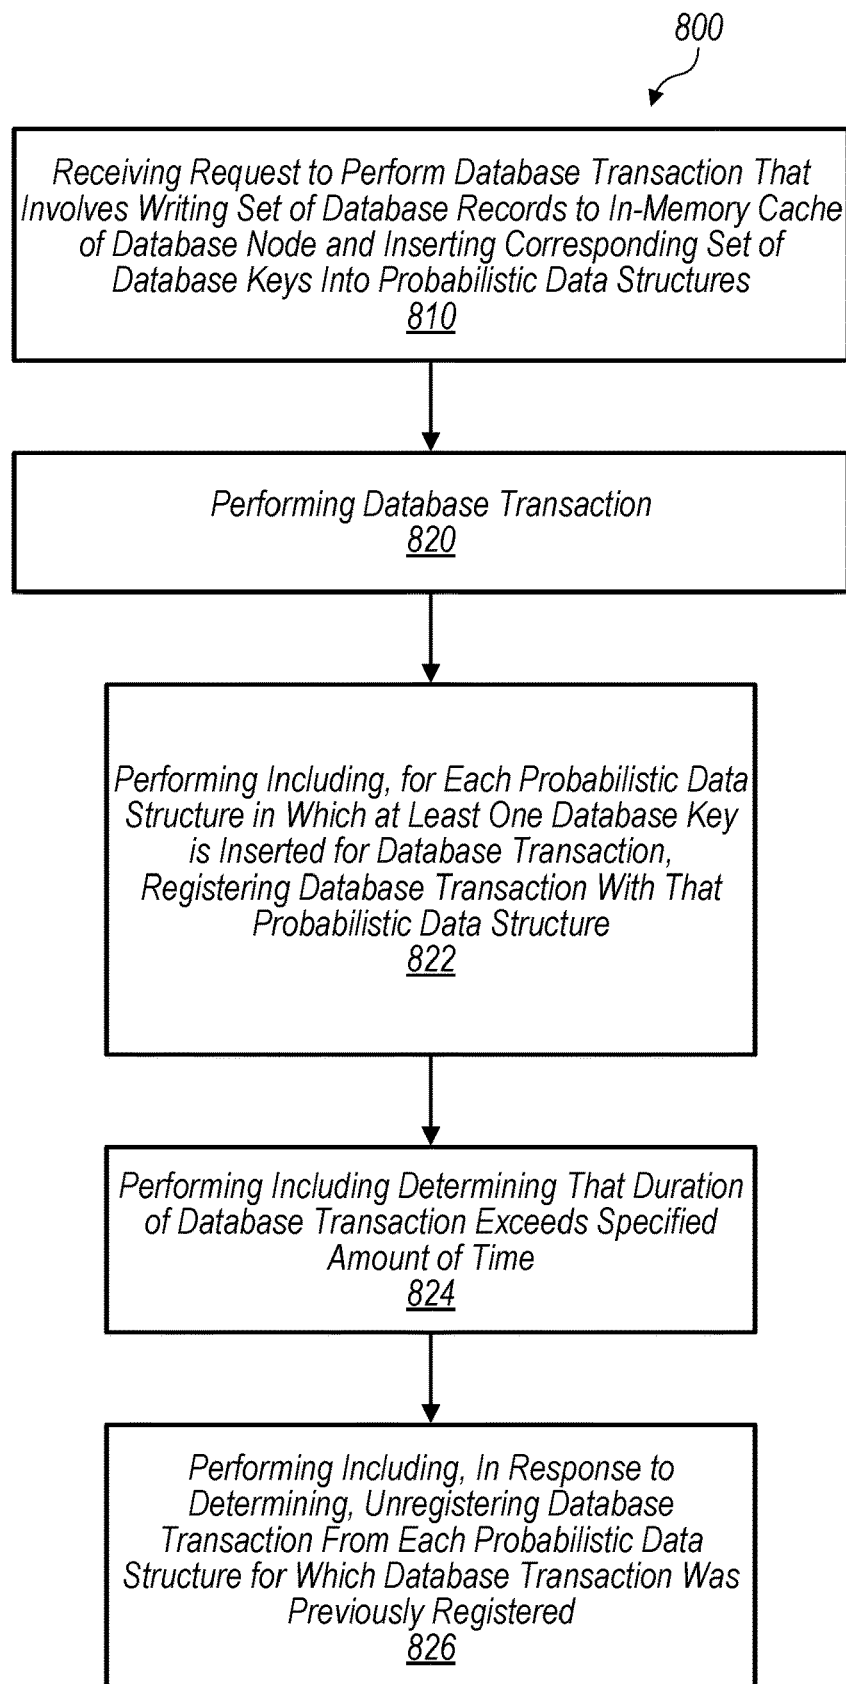 800
Receiving Request to Perform Database Transaction That
Involves Writing Set of Database Records to In-Memory Cache
of Database Node and Inserting Corresponding Set of
Database Keys Into Probabilistic Data Structures
810
Performing Database Transaction
820
Performing Including, for Each Probabilistic Data
Structure in Which at Least One Database Key
is Inserted for Database Transaction,
Registering Database Transaction With That
Probabilistic Data Structure
822
Performing Including Determining That Duration
of Database Transaction Exceeds Specified
Amount of Time
824
Performing Including, In Response to
Determining, Unregistering Database
Transaction From Each Probabilistic Data
Structure for Which Database Transaction Was
Previously Registered
826